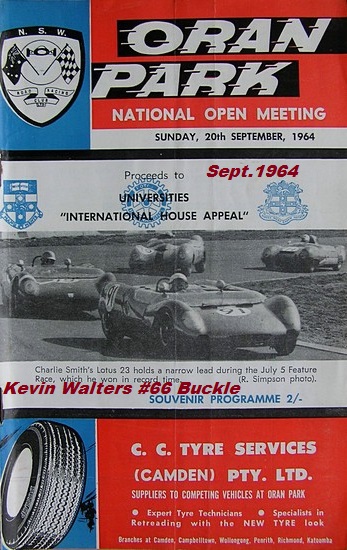 N. S. W.
ROAD RACING
CLUB
ORAN
PARK
NATIONAL OPEN MEETING
SUNDAY, 20th SEPTEMBER, 1964
Sept.1964
Proceeds to
UNIVERSITIES
"INTERNATIONAL HOUSE APPEAL"
Charlie Smith's Lotus 23 holds a narrow lead during the July 5 Feature
Race, which he won in record time. (R. Simpson photo).
Kevin Walters #66 Buckle
SOUVENIR PROGRAMME 2/-
C. C. TYRE SERVICES
(CAMDEN) PTY. LTD.
SUPPLIERS TO COMPETING VEHICLES AT ORAN PARK
• Expert Tyre Technicians • Specialists in
Retreading with the NEW TYRE look
Branches at Camden, Campbelltown, Wollongong, Penrith, Richmond, Katoomba